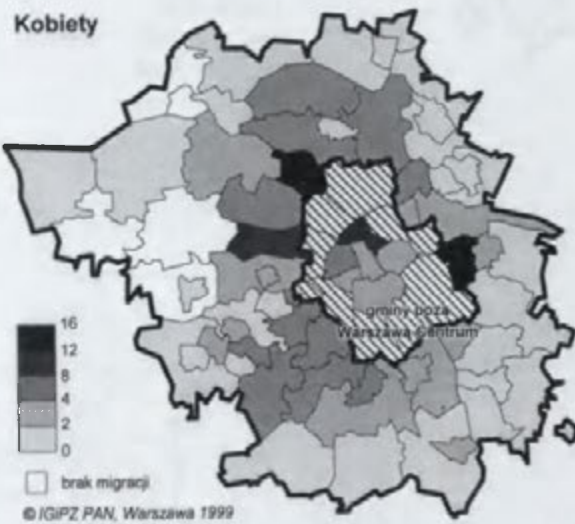 Kobiety
gminy poza
Warszawa-Centrum
16
12
8
4
2
0
brak migracji
© IGiPZ PAN, Warszawa 1999